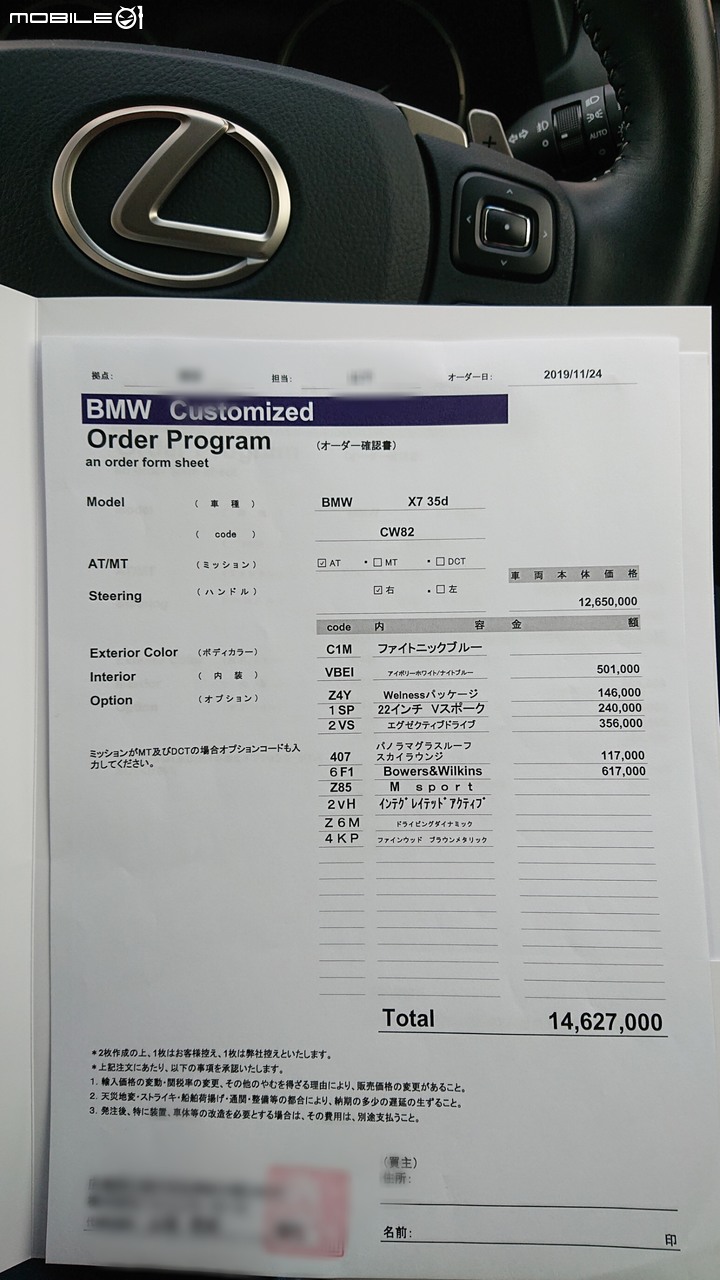 MOBILE01
AUTO
拠点：
担当：
オーダー日： 2019/11/24
BMW Customized
Order Program （オーダー確認書）
an order form sheet
Model （ 車 種 ） BMW X7 35d
（ code ） CW82
AT/MT （ミッション） ☑AT ・□MT ・□DCT
車 両 本 体 価 格
Steering （ハンドル） ☑右 ・□左
12,650,000
code 内 容 金 額
Exterior Color （ボディカラー） C1M ファイトニックブルー
Interior （ 内 装 ） VBEI アイボリーホワイト/ナイトブルー 501,000
Option （オプション） Z4Y Welnessパッケージ 146,000
1SP 22インチ Vスポーク 240,000
2VS エグゼクティブドライブ 356,000
ミッションがMT及びDCTの場合オプションコードも入
力してください。
407 パノラマグラスルーフ
スカイラウンジ 117,000
6F1 Bowers&Wilkins 617,000
Z85 M sport
2VH ｲﾝﾃｸﾞﾚｲﾃｯﾄﾞｱｸﾃｨﾌﾞ
Z6M ドライビングダイナミック
4KP ファインウッド ブラウンメタリック
Total 14,627,000
＊2枚作成の上、1枚はお客様控え、1枚は弊社控えといたします。
＊上記注文にあたり、以下の事項を承認いたします。
1. 輸入価格の変動・関税率の変更、その他のやむを得ざる理由により、販売価格の変更があること。
2. 天災地変・ストライキ・船舶荷揚げ・通関・整備等の都合により、納期の多少の遅延の生ずること。
3. 発注後、特に装置、車体等の改造を必要とする場合は、その費用は、別途支払うこと。
（買主）
住所：
名前： 印